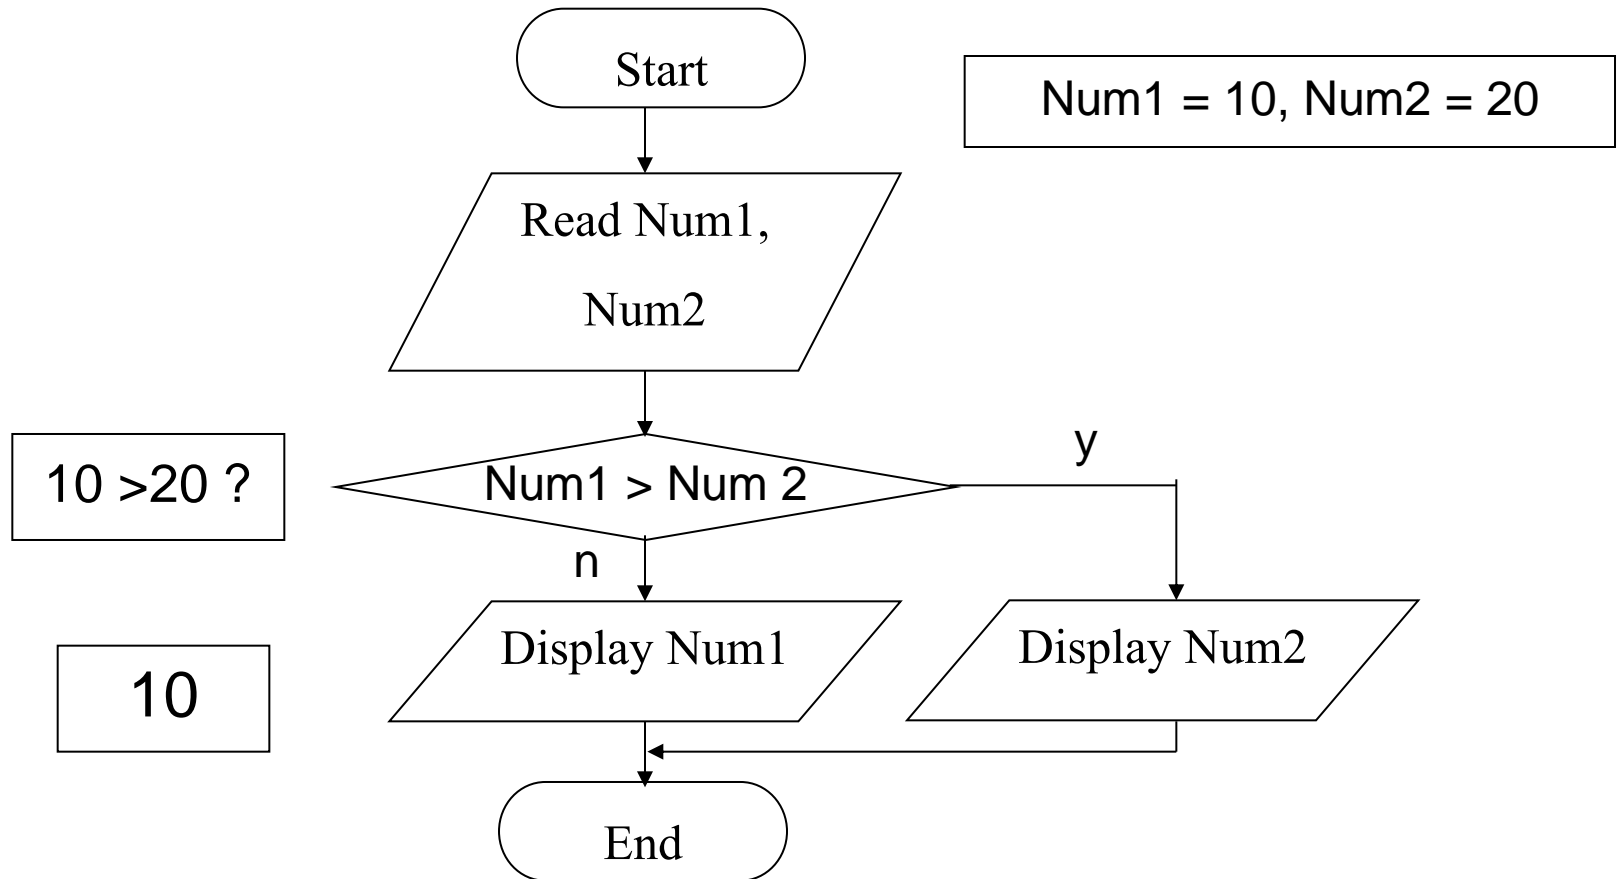 Start
Num1 = 10, Num2 = 20
Read Num1,
Num2
10 >20 ?
Num1 > Num 2
y
n
Display Num1
Display Num2
10
End